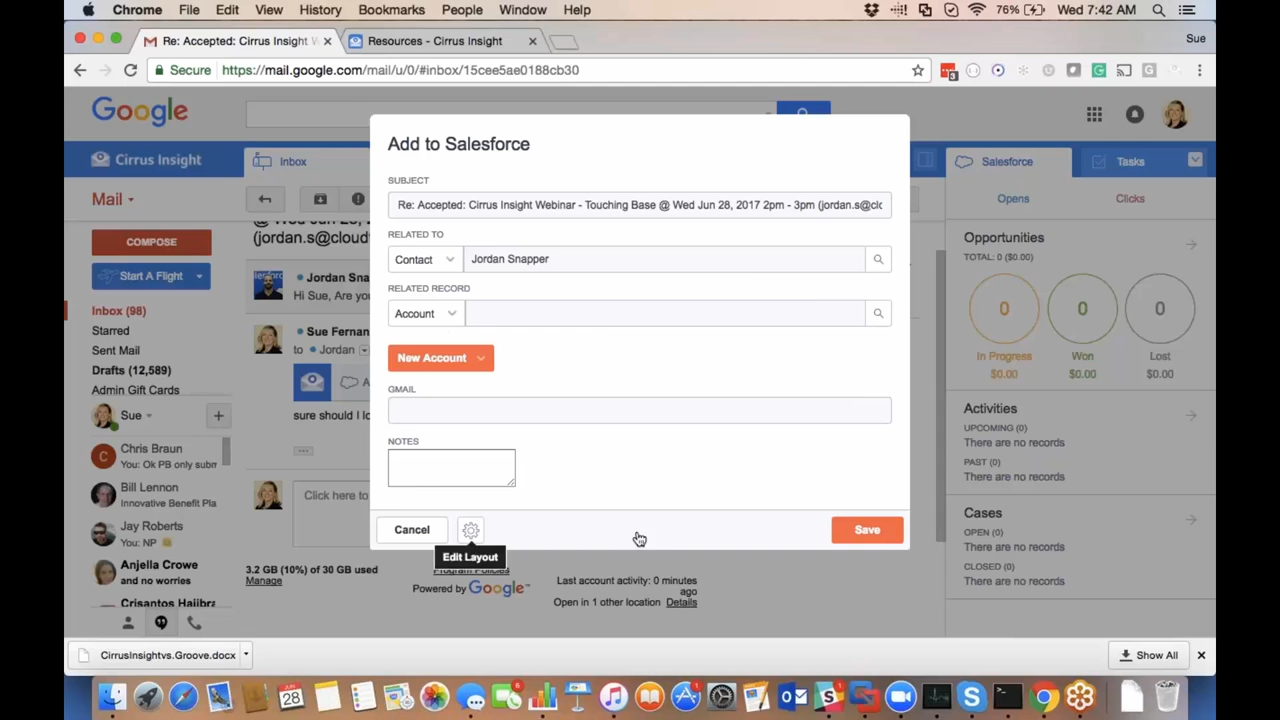 Chrome File Edit View History Bookmarks People Window Help 76% Wed 7:42 AM
Re: Accepted: Cirrus Insight W Resources - Cirrus Insight Sue
Secure https://mail.google.com/mail/u/0/#inbox/15cee5ae0188cb30 3
Google
Cirrus Insight Inbox Salesforce Tasks
Mail
COMPOSE
Start A Flight
Inbox (98)
Starred
Sent Mail
Drafts (12,589)
Admin Gift Cards
Sue
Chris Braun
You: Ok PB only subm
Bill Lennon
Innovative Benefit Pla
Jay Roberts
You: NP
Anjella Crowe
and no worries
Crisantos Hajibra
(jordan.s@cloudf
Jordan Sna
Hi Sue, Are yo
Sue Fernan
to Jordan
A
sure should I lo
Click here to
Add to Salesforce
SUBJECT
Re: Accepted: Cirrus Insight Webinar - Touching Base @ Wed Jun 28, 2017 2pm - 3pm (jordan.s@clo
RELATED TO
Contact Jordan Snapper
RELATED RECORD
Account
New Account
GMAIL
NOTES
Cancel Save
Edit Layout
3.2 GB (10%) of 30 GB used
Manage
Program Policies
Powered by Google™
Last account activity: 0 minutes
ago
Open in 1 other location Details
Opens Clicks
Opportunities
TOTAL: 0 ($0.00)
0 0 0
In Progress Won Lost
$0.00 $0.00 $0.00
Activities
UPCOMING (0)
There are no records
PAST (0)
There are no records
Cases
OPEN (0)
There are no records
CLOSED (0)
There are no records
CirrusInsightvs.Groove.docx Show All